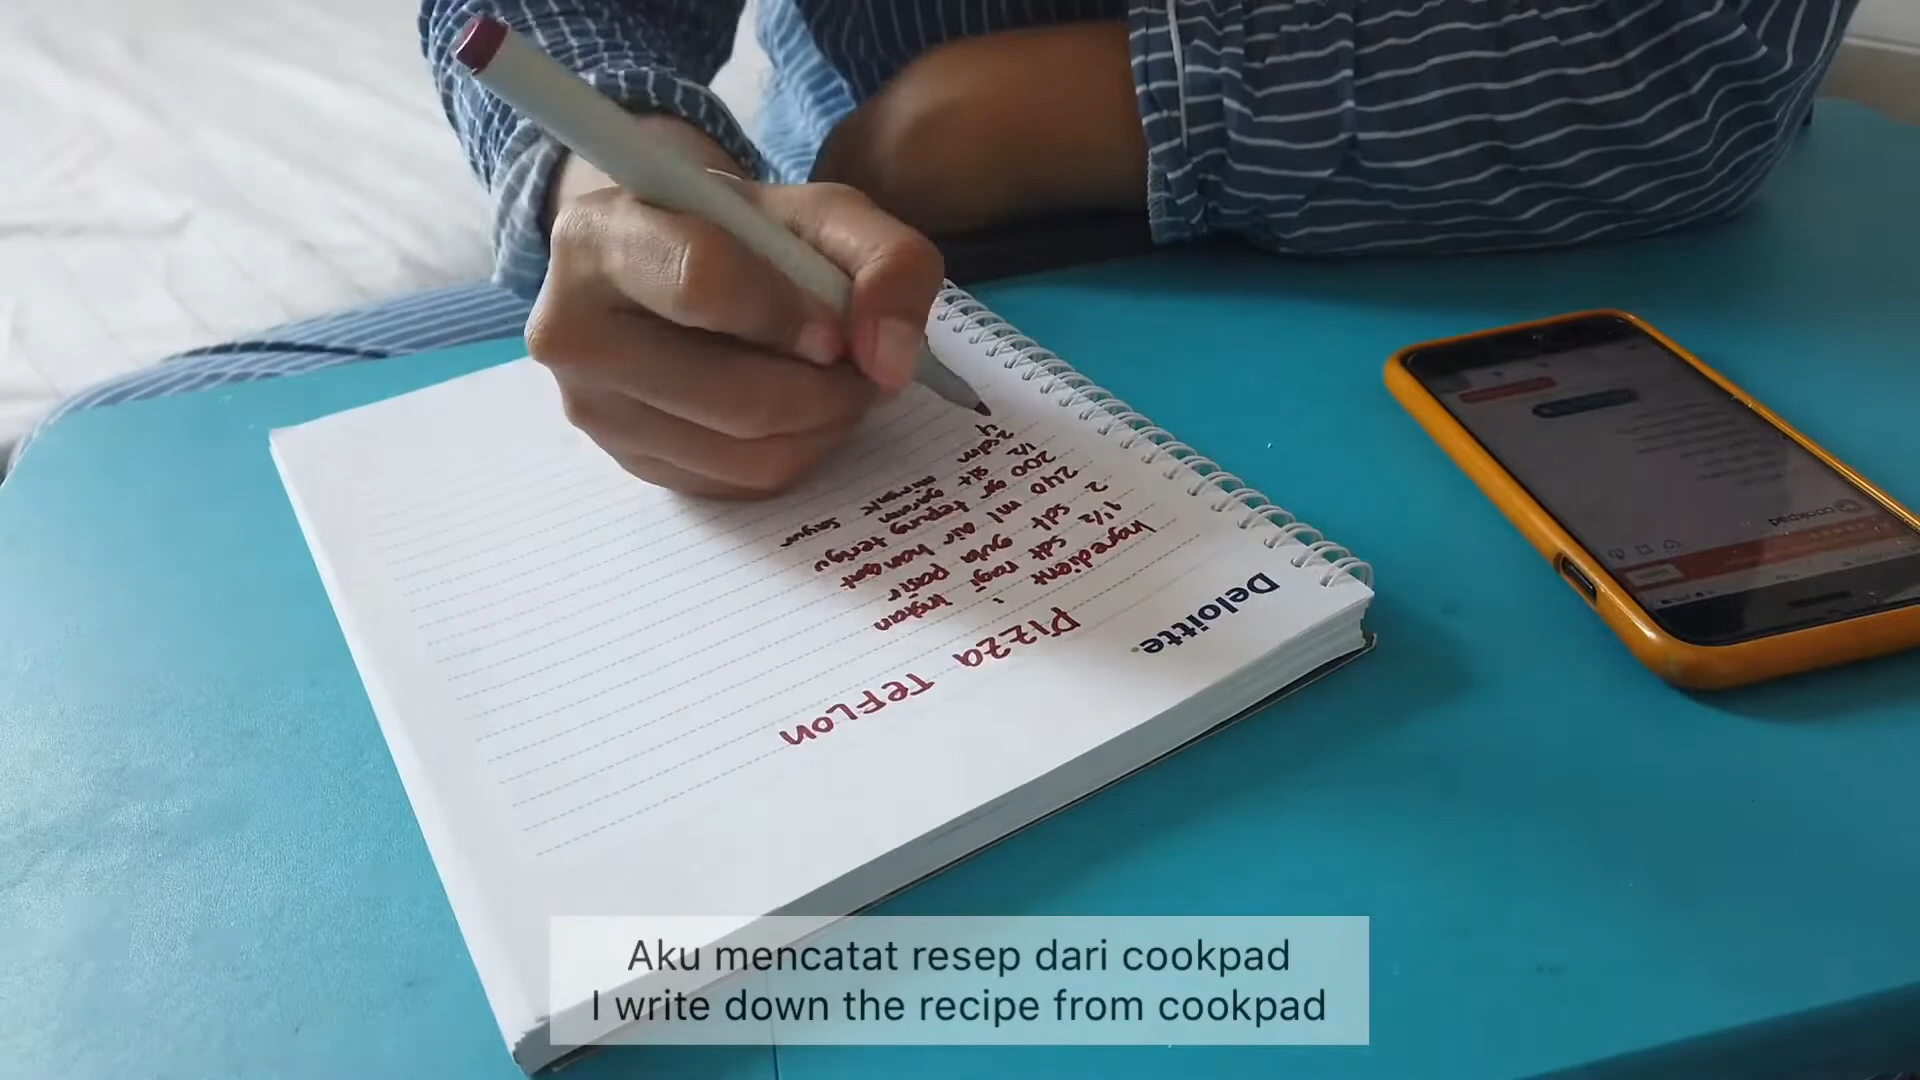 Deloitte.
PIZZA TEFLON
Ingredient :
1 1/2 sdt ragi instan
2 sdt gula pasir
240 ml air hangat
200 gr tepung terigu
1/2 sdt garam
2 sdm minyak sayur
4
cookpad
Aku mencatat resep dari cookpad
I write down the recipe from cookpad